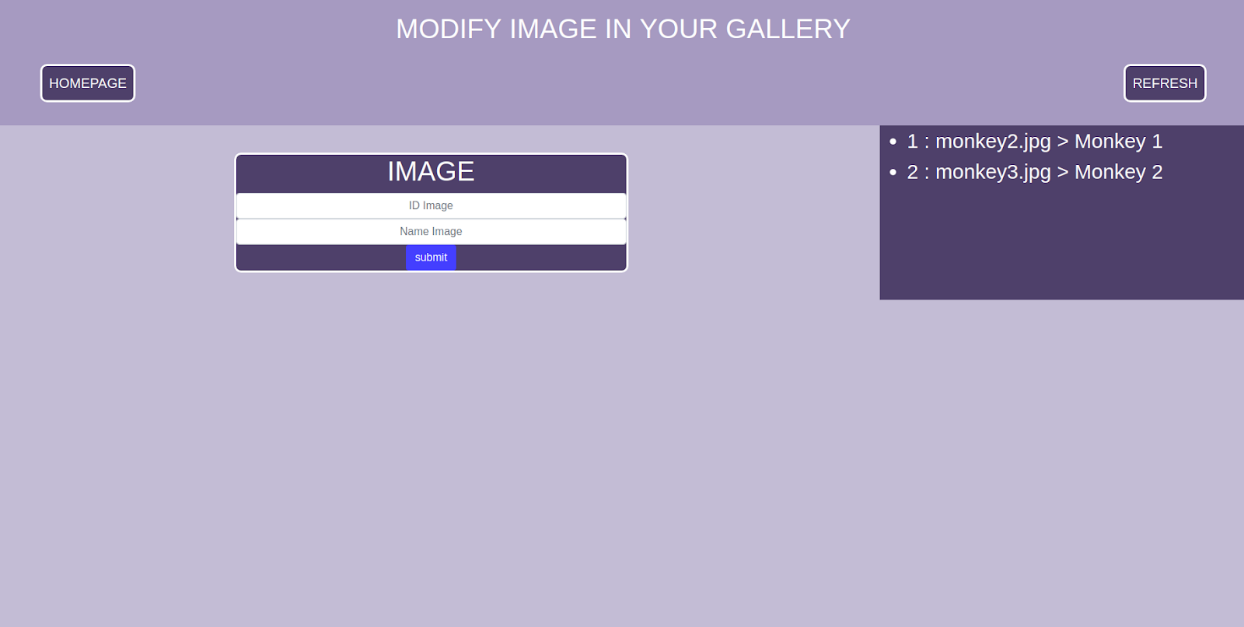 MODIFY IMAGE IN YOUR GALLERY
HOMEPAGE
REFRESH
IMAGE
ID Image
Name Image
submit
1 : monkey2.jpg > Monkey 1
2 : monkey3.jpg > Monkey 2